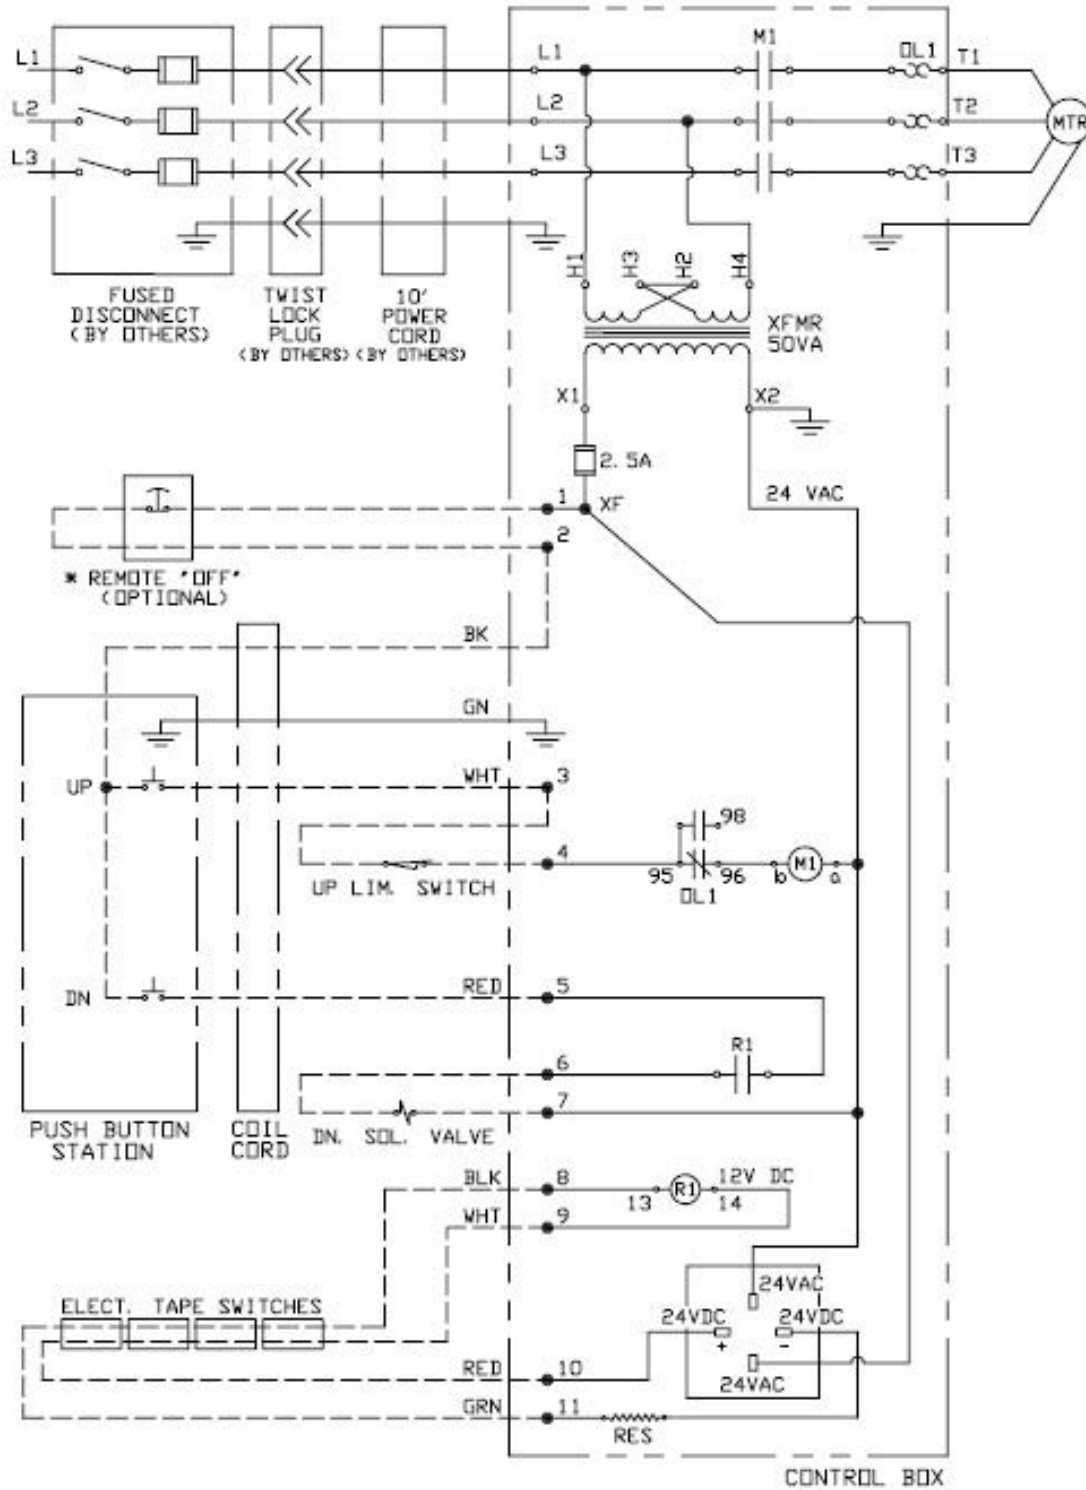 L1
L2
L3
L1
L2
L3
M1
OL1
T1
T2
T3
MTR
FUSED
DISCONNECT
(BY OTHERS)
TWIST
LOCK
PLUG
(BY OTHERS)
10'
POWER
CORD
(BY OTHERS)
H1
H3
H2
H4
XFMR
50VA
X1
X2
2.5A
XF
24 VAC
1
2
* REMOTE 'OFF'
(OPTIONAL)
BK
GN
UP
WHT
3
4
UP LIM. SWITCH
98
95
96
OL1
b
M1
a
DN
RED
5
6
R1
7
PUSH BUTTON
STATION
COIL
CORD
DN. SOL. VALVE
BLK
8
13
R1
14
12V DC
WHT
9
ELECT. TAPE SWITCHES
24VAC
24VDC
24VDC
+
-
24VAC
RED
10
GRN
11
RES
CONTROL BOX